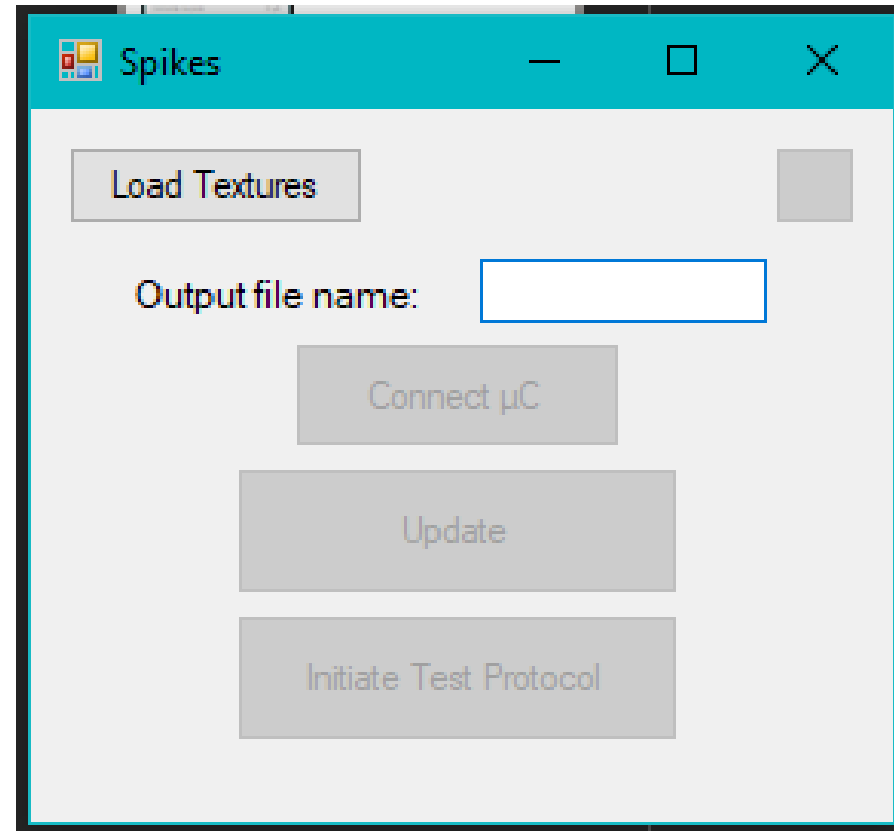 Spikes
Load Textures
Output file name:
Connect µC
Update
Initiate Test Protocol